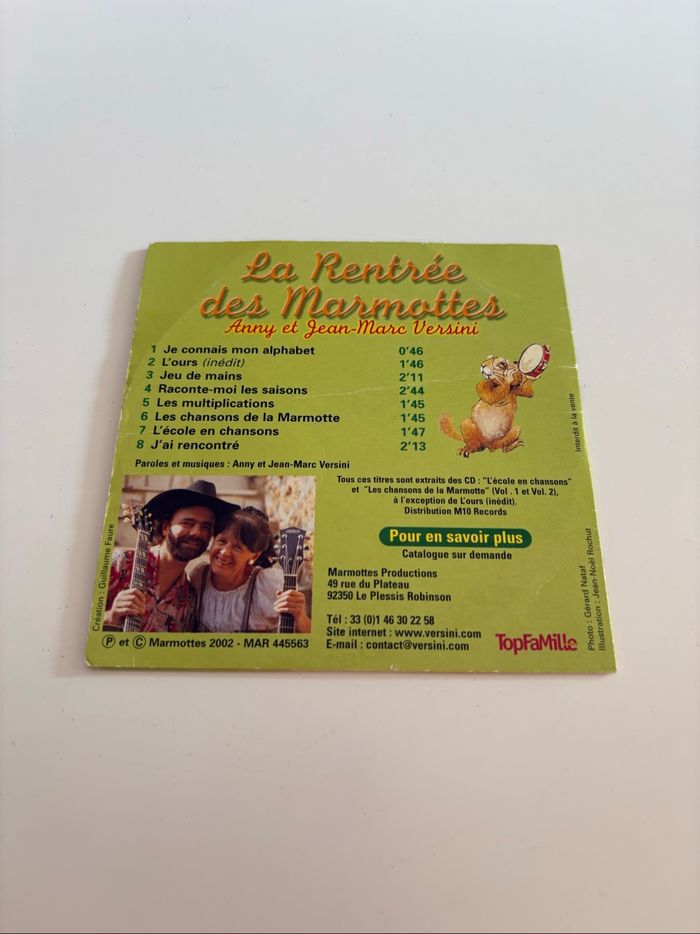 La Rentrée
des Marmottes
Anny et Jean-Marc Versini
1 Je connais mon alphabet 0'46
2 L'ours (inédit) 1'46
3 Jeu de mains 2'11
4 Raconte-moi les saisons 2'44
5 Les multiplications 1'45
6 Les chansons de la Marmotte 1'45
7 L'école en chansons 1'47
8 J'ai rencontré 2'13
Paroles et musiques : Anny et Jean-Marc Versini
Interdit à la vente
Tous ces titres sont extraits des CD : "L'école en chansons"
et "Les chansons de la Marmotte" (Vol . 1 et Vol. 2),
à l'exception de L'ours (inédit).
Distribution M10 Records
Pour en savoir plus
Catalogue sur demande
Marmottes Productions
49 rue du Plateau
92350 Le Plessis Robinson
Tél : 33 (0)1 46 30 22 58
Site internet : www.versini.com
E-mail : contact@versini.com
TopFaMille
Création : Guillaume Faure
Ⓟ et © Marmottes 2002 - MAR 445563
Photo : Gérard Nataf
Illustration : Jean-Noël Rochut